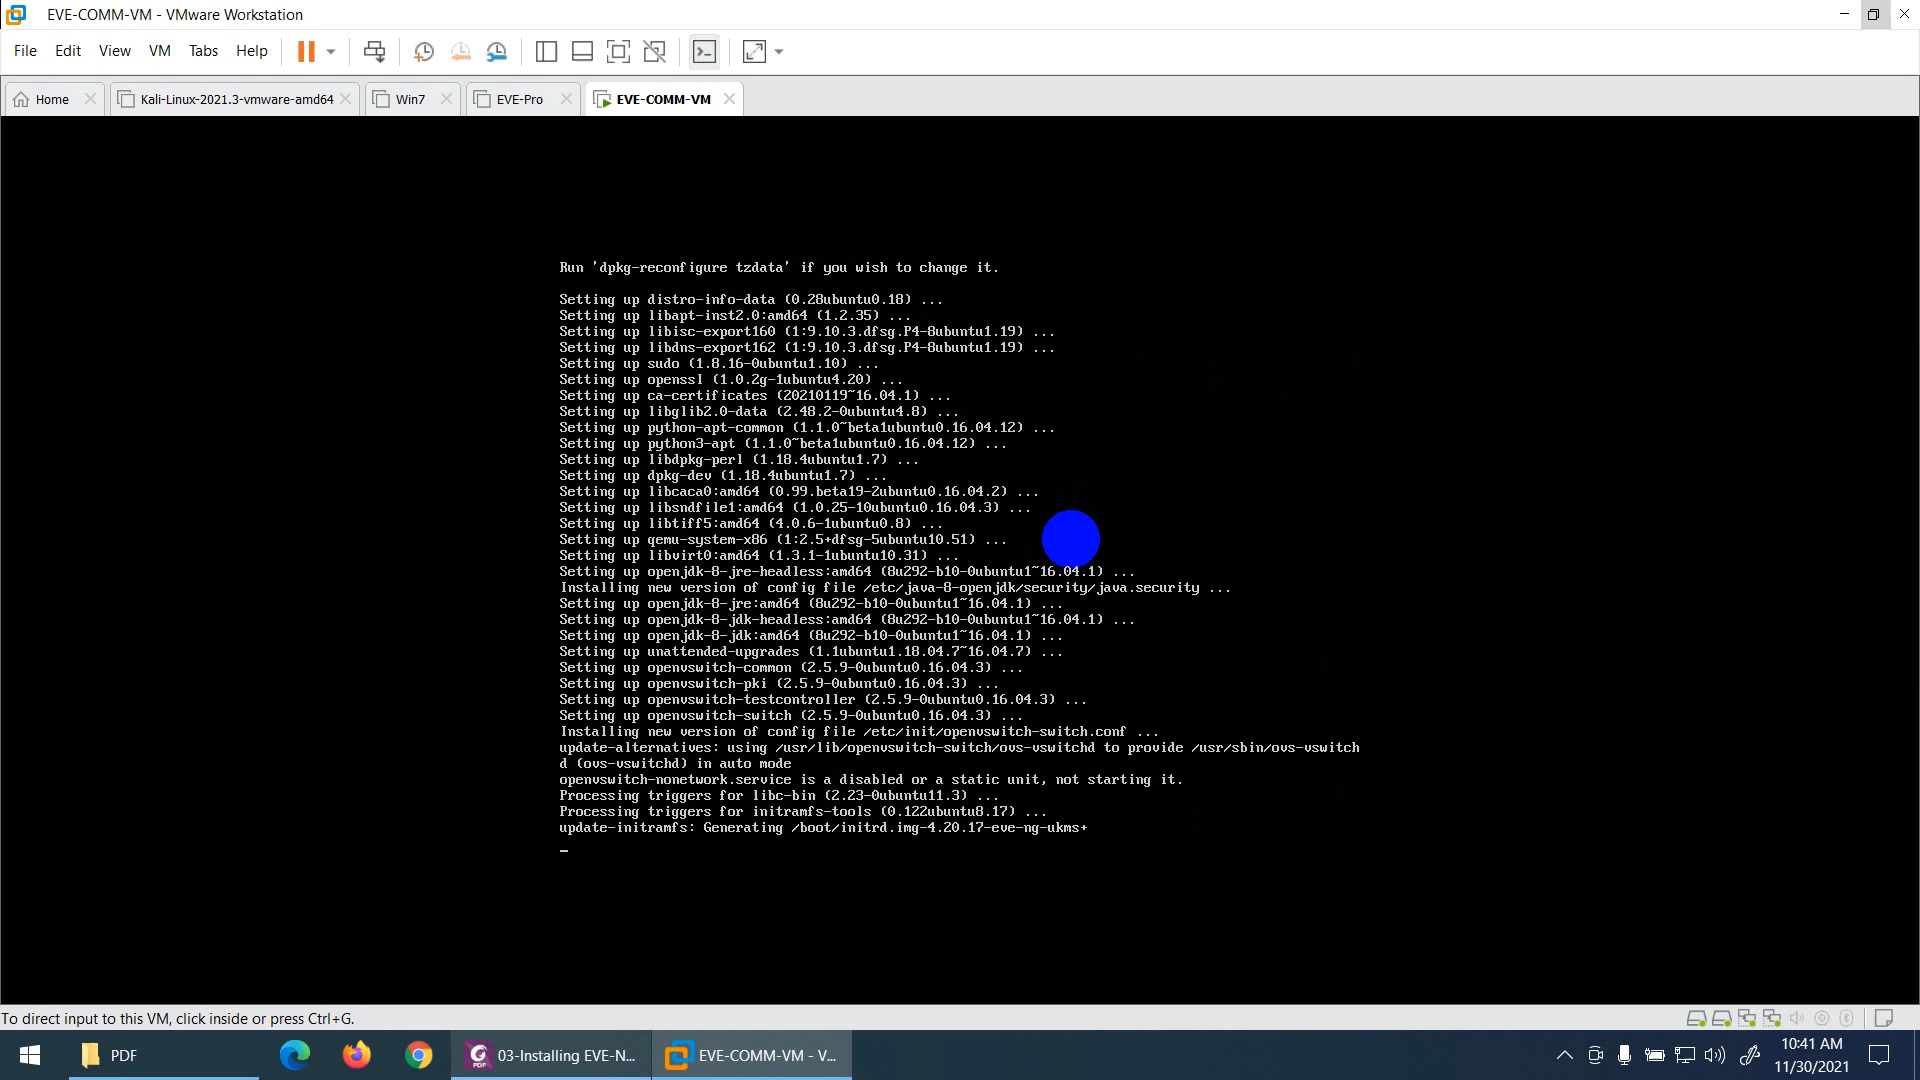 EVE-COMM-VM - VMware Workstation
File Edit View VM Tabs Help
Home Kali-Linux-2021.3-vmware-amd64 Win7 EVE-Pro EVE-COMM-VM
Run 'dpkg-reconfigure tzdata' if you wish to change it.
Setting up distro-info-data (0.28ubuntu0.18) ...
Setting up libapt-inst2.0:amd64 (1.2.35) ...
Setting up libisc-export160 (1:9.10.3.dfsg.P4-8ubuntu1.19) ...
Setting up libdns-export162 (1:9.10.3.dfsg.P4-8ubuntu1.19) ...
Setting up sudo (1.8.16-0ubuntu1.10) ...
Setting up openssl (1.0.2g-1ubuntu4.20) ...
Setting up ca-certificates (20210119~16.04.1) ...
Setting up libglib2.0-data (2.48.2-0ubuntu4.8) ...
Setting up python-apt-common (1.1.0~beta1ubuntu0.16.04.12) ...
Setting up python3-apt (1.1.0~beta1ubuntu0.16.04.12) ...
Setting up libdpkg-perl (1.18.4ubuntu1.7) ...
Setting up dpkg-dev (1.18.4ubuntu1.7) ...
Setting up libcaca0:amd64 (0.99.beta19-2ubuntu0.16.04.2) ...
Setting up libsndfile1:amd64 (1.0.25-10ubuntu0.16.04.3) ...
Setting up libtiff5:amd64 (4.0.6-1ubuntu0.8) ...
Setting up qemu-system-x86 (1:2.5+dfsg-5ubuntu10.51) ...
Setting up libvirt0:amd64 (1.3.1-1ubuntu10.31) ...
Setting up openjdk-8-jre-headless:amd64 (8u292-b10-0ubuntu1~16.04.1) ...
Installing new version of config file /etc/java-8-openjdk/security/java.security ...
Setting up openjdk-8-jre:amd64 (8u292-b10-0ubuntu1~16.04.1) ...
Setting up openjdk-8-jdk-headless:amd64 (8u292-b10-0ubuntu1~16.04.1) ...
Setting up openjdk-8-jdk:amd64 (8u292-b10-0ubuntu1~16.04.1) ...
Setting up unattended-upgrades (1.1ubuntu1.18.04.7~16.04.7) ...
Setting up openvswitch-common (2.5.9-0ubuntu0.16.04.3) ...
Setting up openvswitch-pki (2.5.9-0ubuntu0.16.04.3) ...
Setting up openvswitch-testcontroller (2.5.9-0ubuntu0.16.04.3) ...
Setting up openvswitch-switch (2.5.9-0ubuntu0.16.04.3) ...
Installing new version of config file /etc/init/openvswitch-switch.conf ...
update-alternatives: using /usr/lib/openvswitch-switch/ovs-vswitchd to provide /usr/sbin/ovs-vswitch
d (ovs-vswitchd) in auto mode
openvswitch-nonetwork.service is a disabled or a static unit, not starting it.
Processing triggers for libc-bin (2.23-0ubuntu11.3) ...
Processing triggers for initramfs-tools (0.122ubuntu8.17) ...
update-initramfs: Generating /boot/initrd.img-4.20.17-eve-ng-ukms+
_
To direct input to this VM, click inside or press Ctrl+G.
PDF 03-Installing EVE-N... EVE-COMM-VM - V... 10:41 AM
11/30/2021